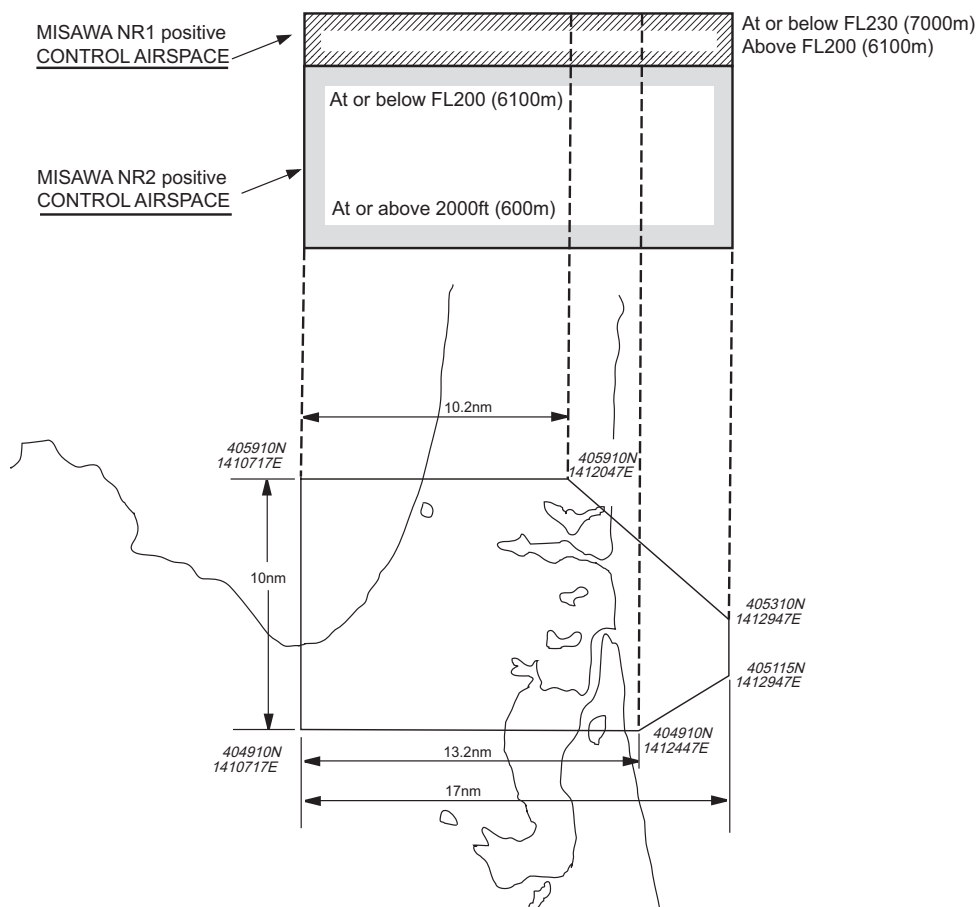 MISAWA NR1 positive
CONTROL AIRSPACE
At or below FL230 (7000m)
Above FL200 (6100m)
At or below FL200 (6100m)
MISAWA NR2 positive
CONTROL AIRSPACE
At or above 2000ft (600m)
10.2nm
405910N
1410717E
405910N
1412047E
10nm
405310N
1412947E
405115N
1412947E
404910N
1410717E
404910N
1412447E
13.2nm
17nm